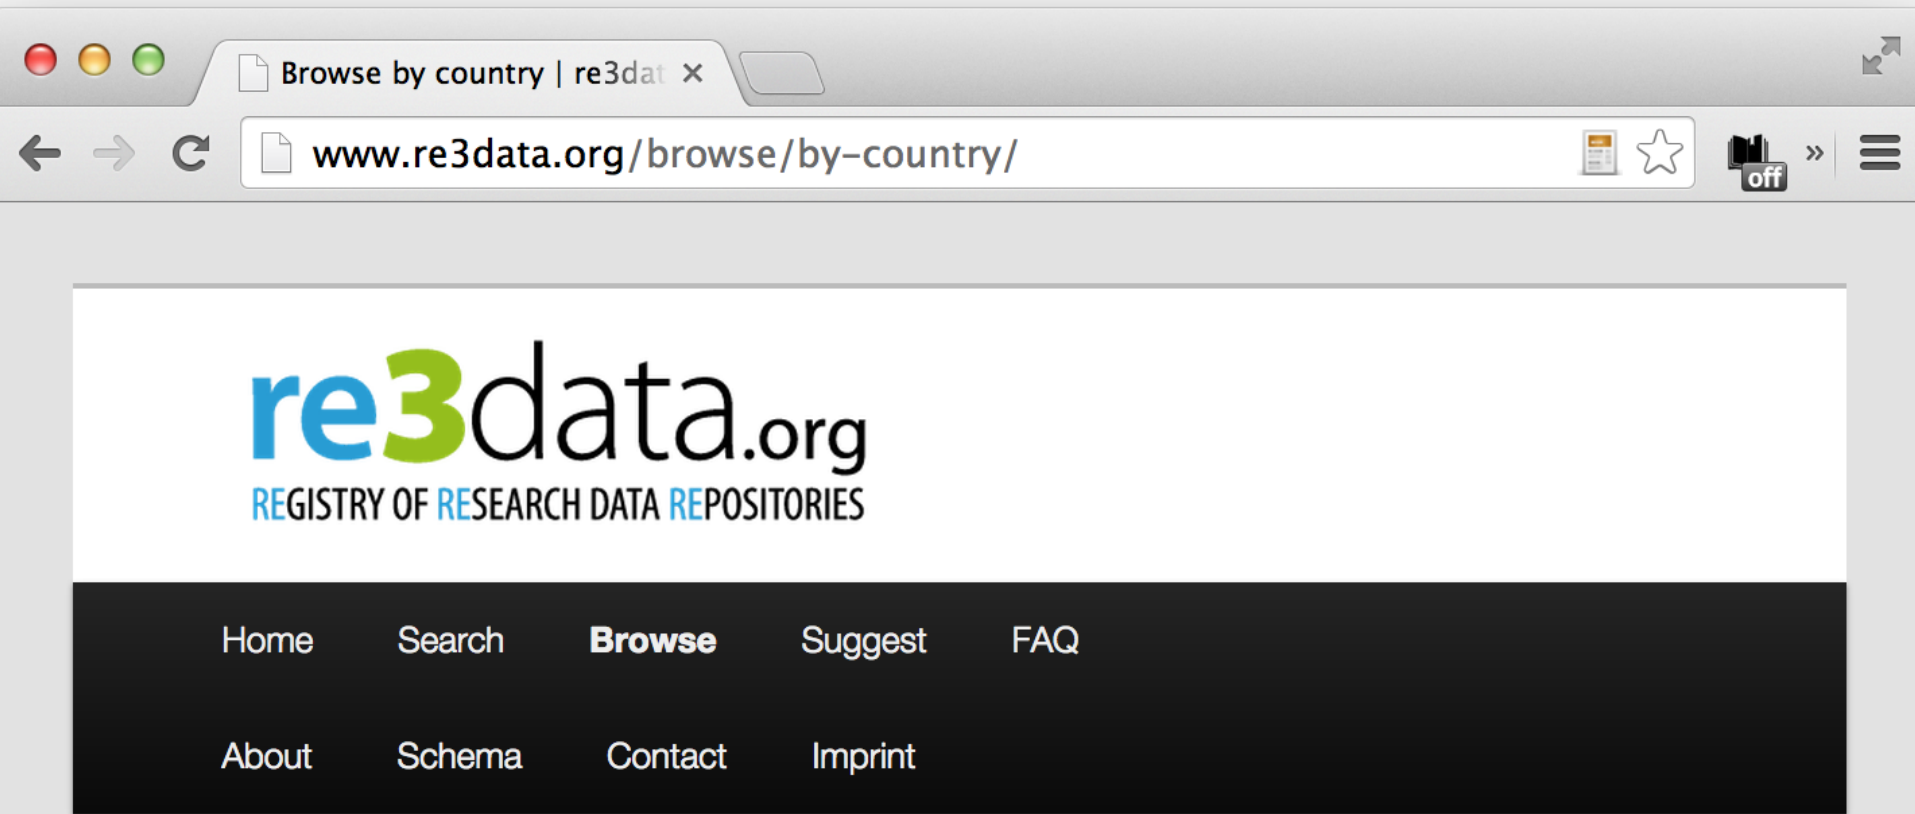 Browse by country | re3dat
www.re3data.org/browse/by-country/
off
re3data.org
REGISTRY OF RESEARCH DATA REPOSITORIES
Home Search Browse Suggest FAQ
About Schema Contact Imprint